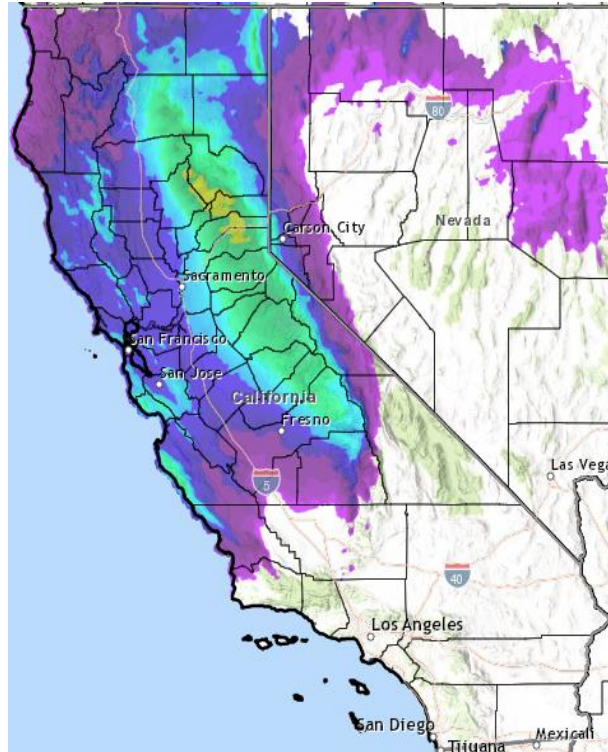 80
Carson City
Nevada
Sacramento
San Francisco
San Jose
California
Fresno
5
Las Vega
40
Los Angeles
San Diego
Tijuana
Mexicali